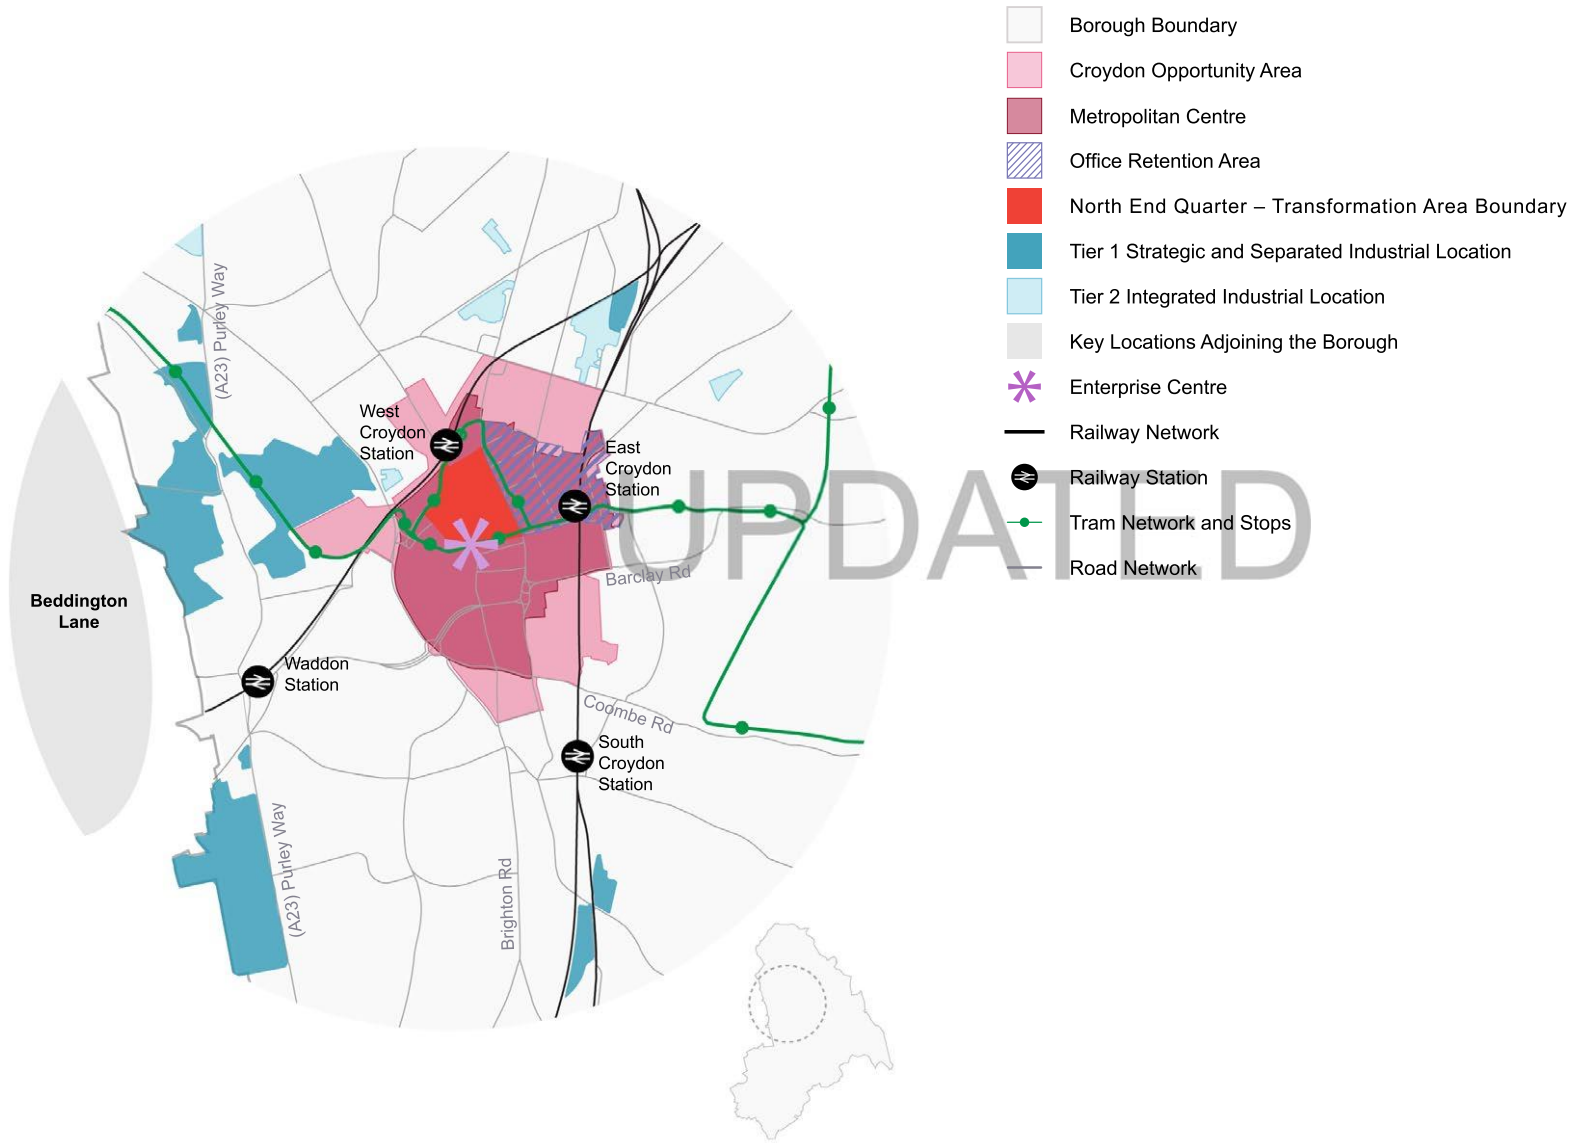 Borough Boundary
Croydon Opportunity Area
Metropolitan Centre
Office Retention Area
North End Quarter – Transformation Area Boundary
Tier 1 Strategic and Separated Industrial Location
Tier 2 Integrated Industrial Location
Key Locations Adjoining the Borough
Enterprise Centre
Railway Network
Railway Station
Tram Network and Stops
Road Network
UPDATED
(A23) Purley Way
West
Croydon
Station
East
Croydon
Station
Barclay Rd
Beddington
Lane
Waddon
Station
Coombe Rd
South
Croydon
Station
(A23) Purley Way
Brighton Rd